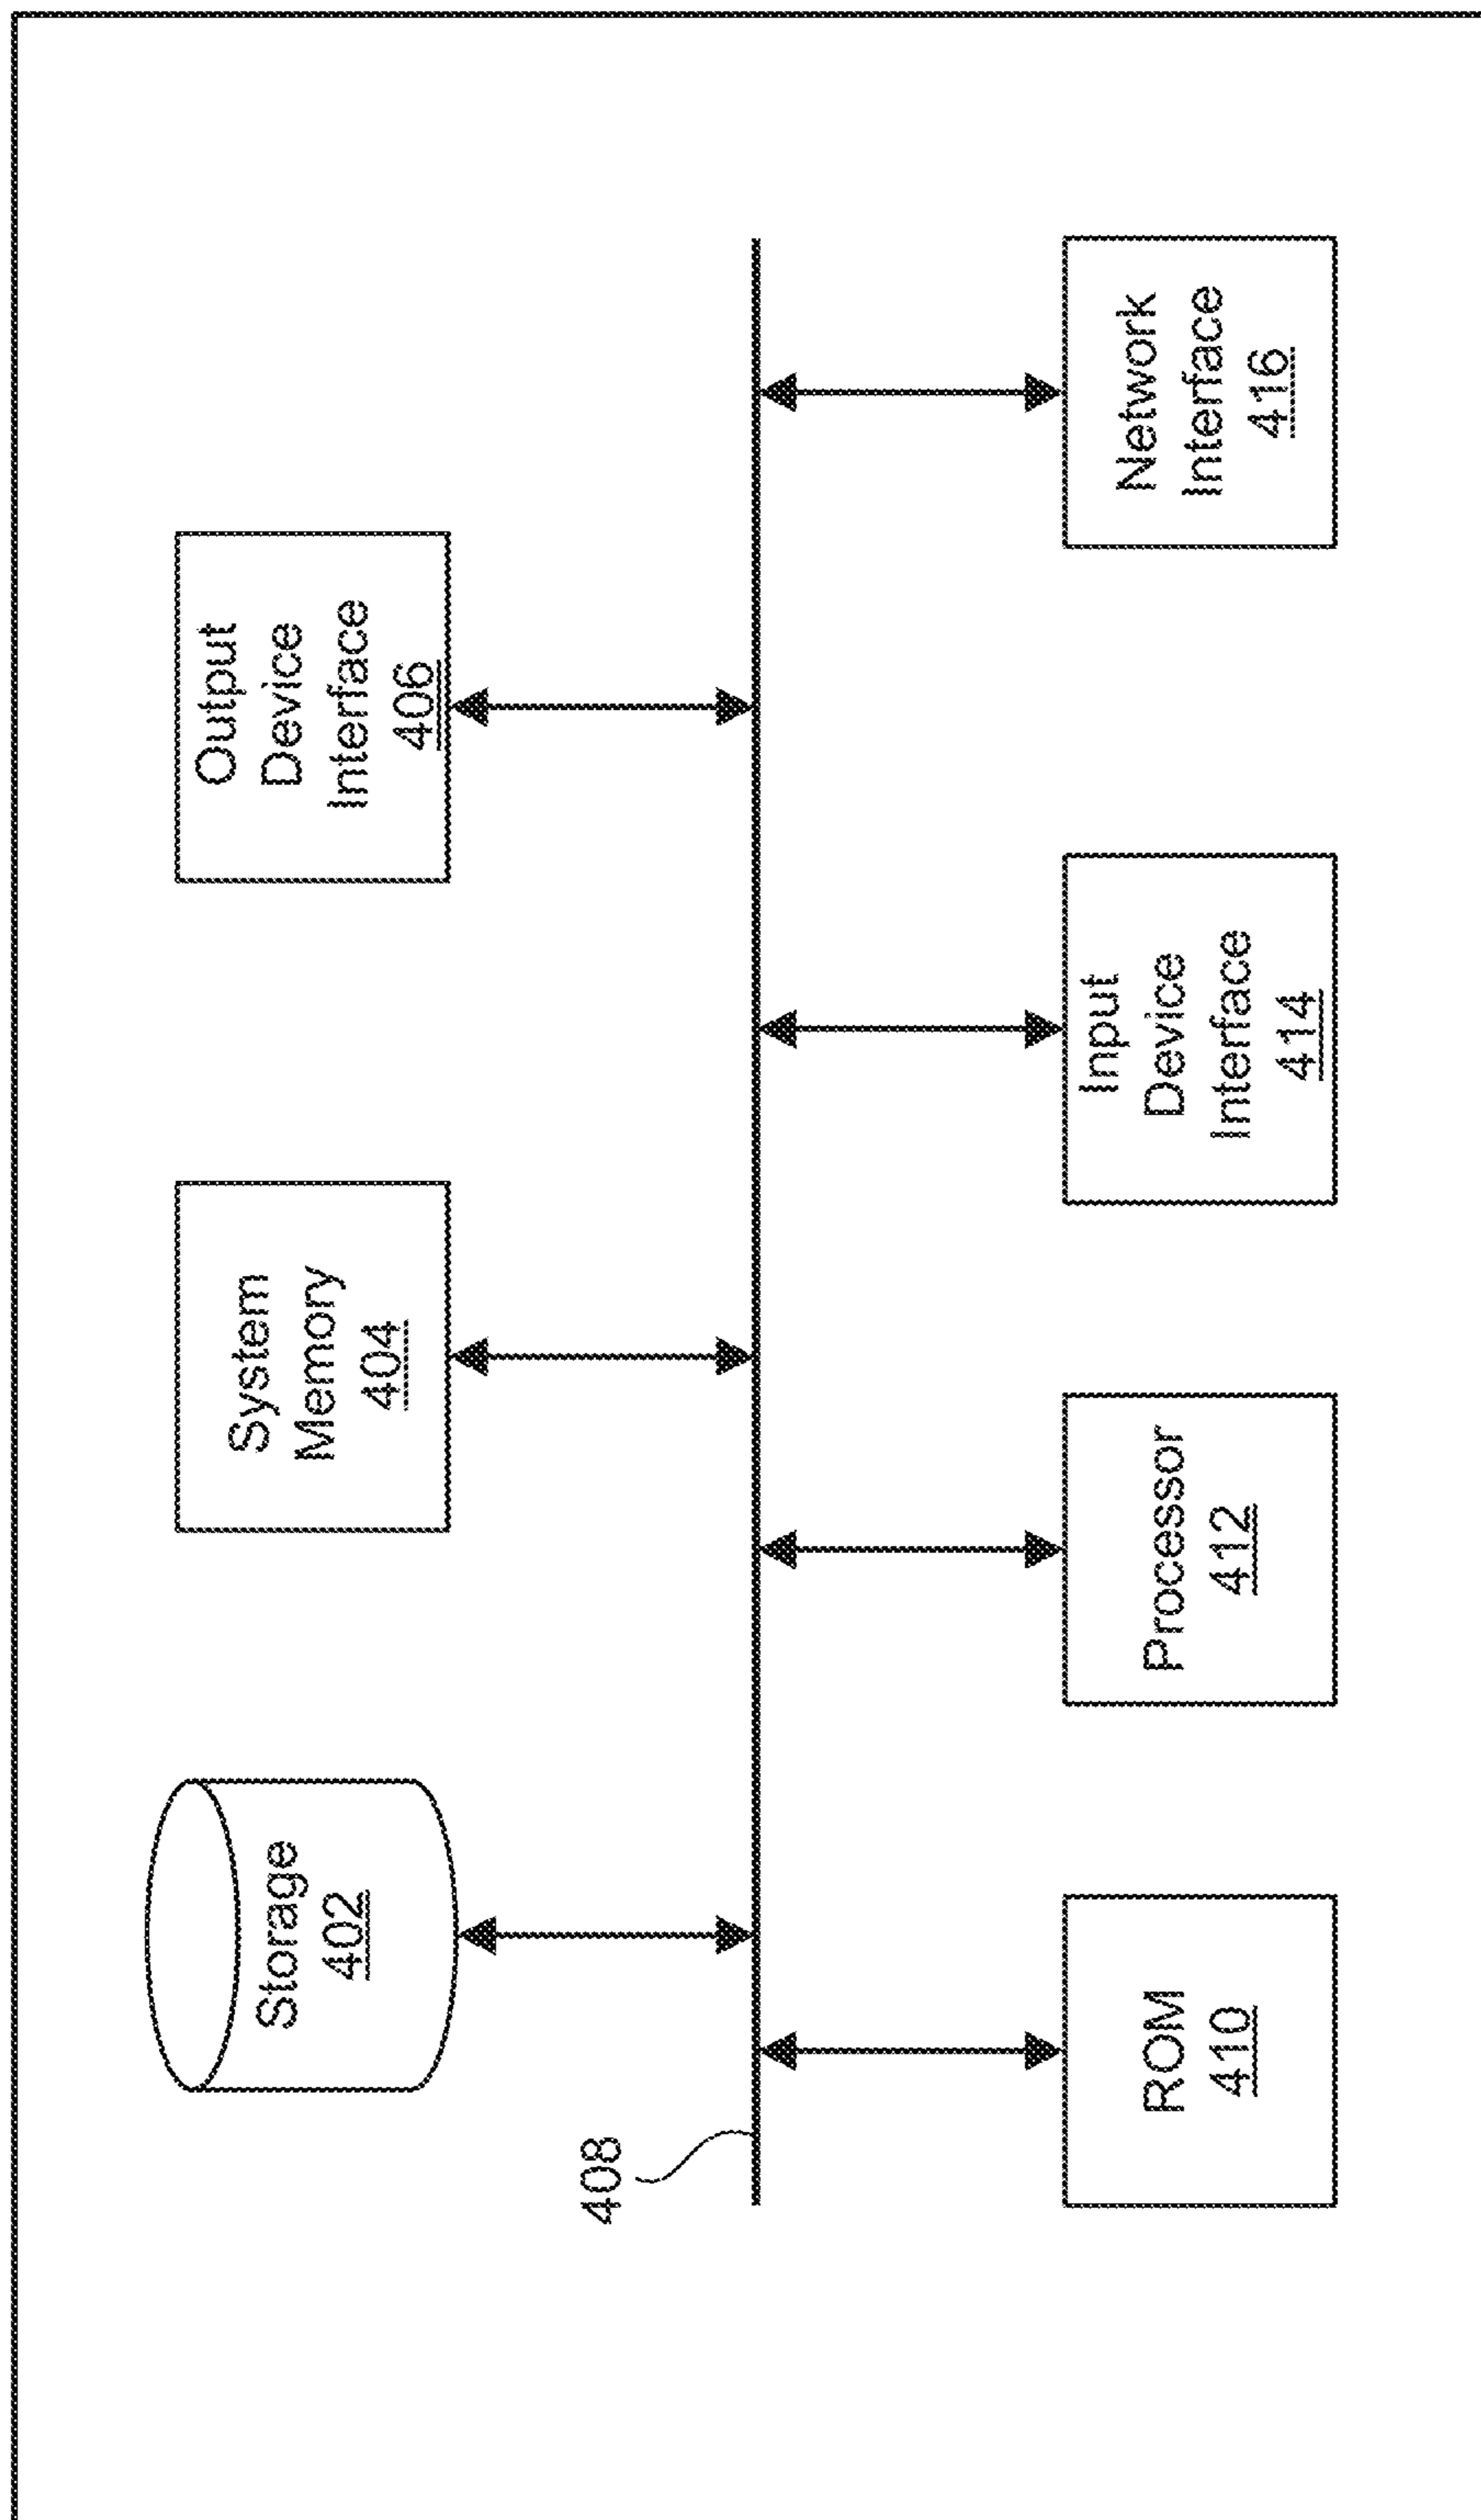 Storage
402
System
Memory
404
Output
Device
Interface
406
408
ROM
410
Processor
412
Input
Device
Interface
414
Network
Interface
416